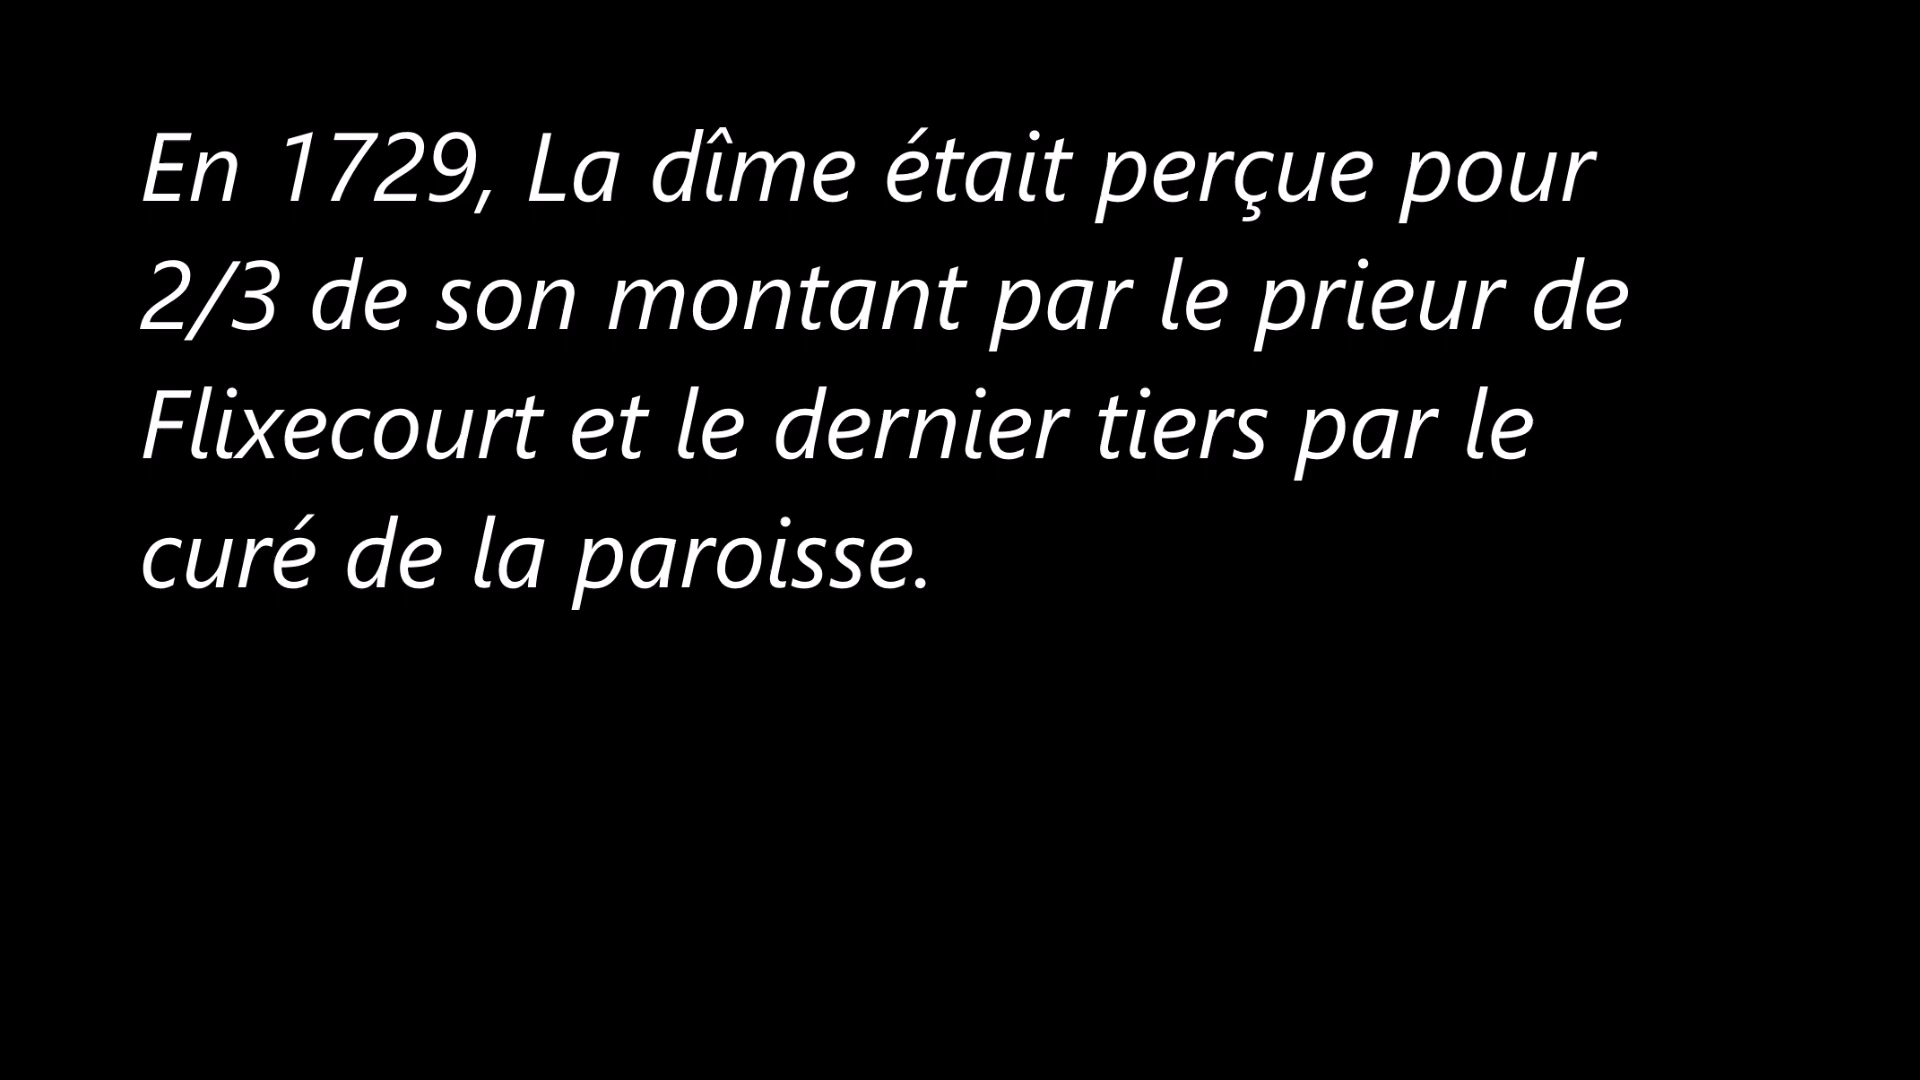 En 1729, La dîme était perçue pour
2/3 de son montant par le prieur de
Flixecourt et le dernier tiers par le
curé de la paroisse.